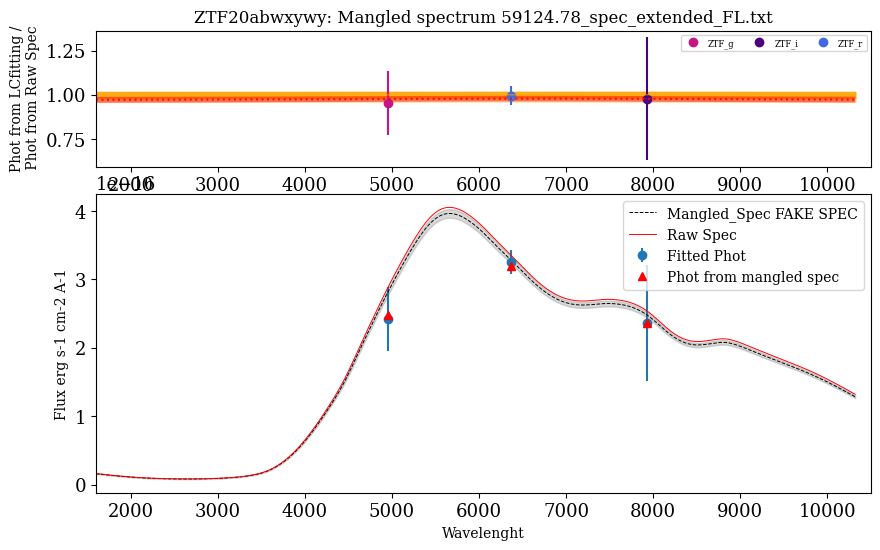 ZTF20abwxywy: Mangled spectrum 59124.78_spec_extended_FL.txt
Phot from LCfitting /
Phot from Raw Spec
1.25
1.00
0.75
ZTF_g
ZTF_i
ZTF_r
2000 3000 4000 5000 6000 7000 8000 9000 10000
1e−16
4
3
2
1
0
Flux erg s-1 cm-2 A-1
Mangled_Spec FAKE SPEC
Raw Spec
Fitted Phot
Phot from mangled spec
2000 3000 4000 5000 6000 7000 8000 9000 10000
Wavelenght